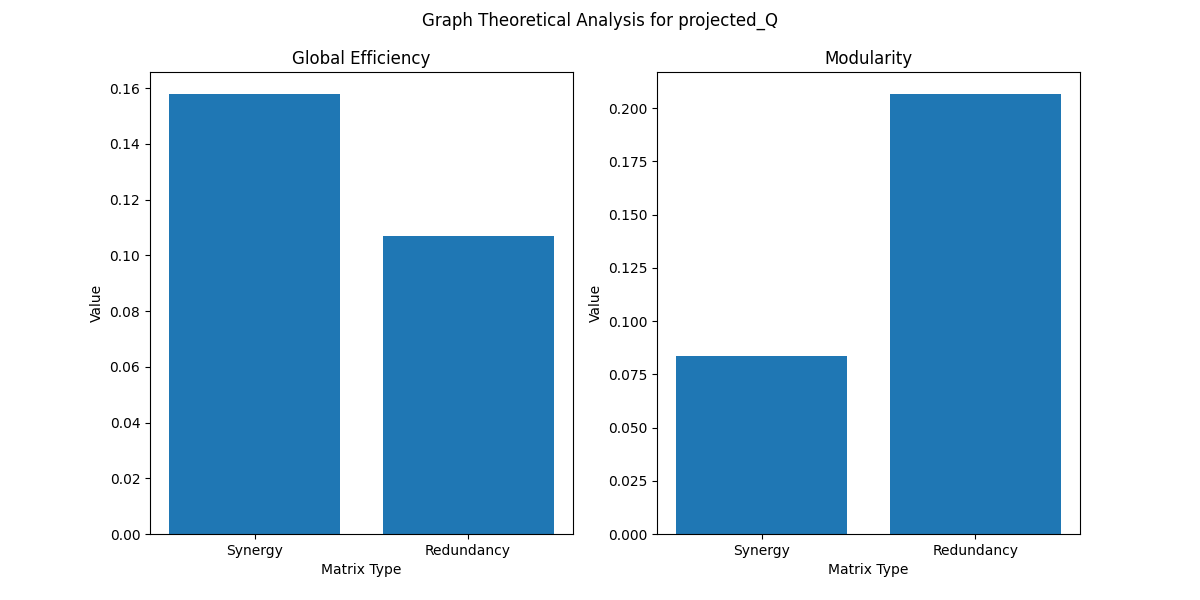 Graph Theoretical Analysis for projected_Q
Global Efficiency
0.16
0.14
0.12
0.10
0.08
0.06
0.04
0.02
0.00
Value
Synergy Redundancy
Matrix Type
Modularity
0.200
0.175
0.150
0.125
0.100
0.075
0.050
0.025
0.000
Value
Synergy Redundancy
Matrix Type